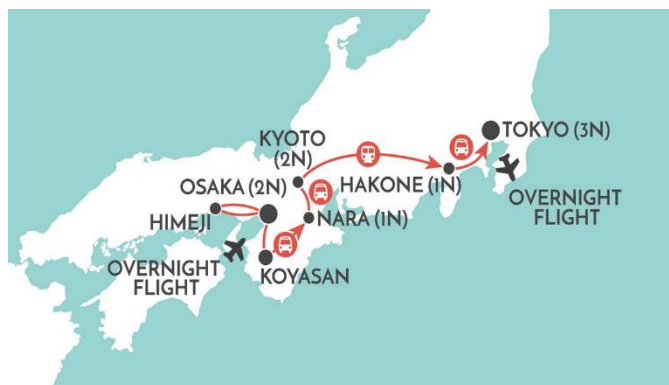 KYOTO
(2N)
TOKYO (3N)
OSAKA (2N)
HAKONE (1N)
HIMEJI
NARA (1N)
OVERNIGHT
FLIGHT
OVERNIGHT
FLIGHT
KOYASAN